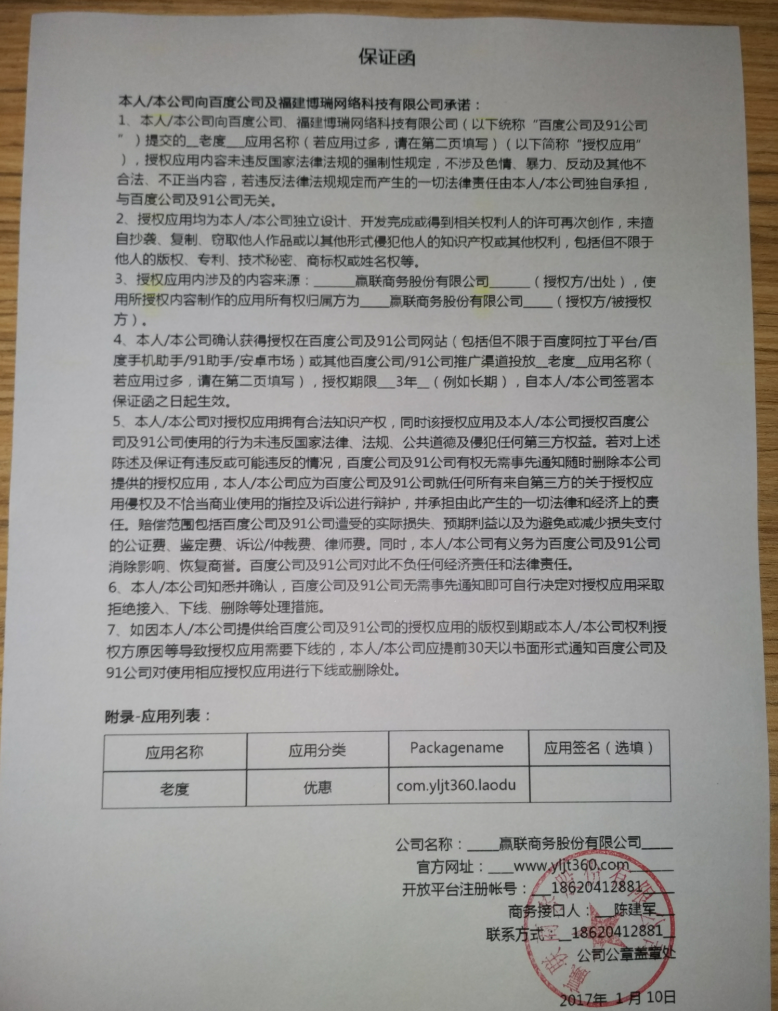 保证函
本人/本公司向百度公司及福建博瑞网络科技有限公司承诺：
1、本人/本公司向百度公司、福建博瑞网络科技有限公司（以下统称“百度公司及91公司
”）提交的__老度___应用名称（若应用过多，请在第二页填写）（以下简称“授权应用”
），授权应用内容未违反国家法律法规的强制性规定，不涉及色情、暴力、反动及其他不
合法、不正当内容，若违反法律法规规定而产生的一切法律责任由本人/本公司独自承担，
与百度公司及91公司无关。
2、授权应用均为本人/本公司独立设计、开发完成或得到相关权利人的许可再次创作，未擅
自抄袭、复制、窃取他人作品或以其他形式侵犯他人的知识产权或其他权利，包括但不限于
他人的版权、专利、技术秘密、商标权或姓名权等。
3、授权应用内涉及的内容来源：______赢联商务股份有限公司______（授权方/出处），使
用所授权内容制作的应用所有权归属方为____赢联商务股份有限公司____（授权方/被授权
方）。
4、本人/本公司确认获得授权在百度公司及91公司网站（包括但不限于百度阿拉丁平台/百
度手机助手/91助手/安卓市场）或其他百度公司/91公司推广渠道投放__老度__应用名称（
若应用过多，请在第二页填写），授权期限___3年__（例如长期），自本人/本公司签署本
保证函之日起生效。
5、本人/本公司对授权应用拥有合法知识产权，同时该授权应用及本人/本公司授权百度公
司及91公司使用的行为未违反国家法律、法规、公共道德及侵犯任何第三方权益。若对上述
陈述及保证有违反或可能违反的情况，百度公司及91公司有权无需事先通知随时删除本公司
提供的授权应用，本人/本公司应为百度公司及91公司就任何所有来自第三方的关于授权应
用侵权及不恰当商业使用的指控及诉讼进行辩护，并承担由此产生的一切法律和经济上的责
任。赔偿范围包括百度公司及91公司遭受的实际损失、预期利益以及为避免或减少损失支付
的公证费、鉴定费、诉讼/仲裁费、律师费。同时，本人/本公司有义务为百度公司及91公司
消除影响、恢复商誉。百度公司及91公司对此不负任何经济责任和法律责任。
6、本人/本公司知悉并确认，百度公司及91公司无需事先通知即可自行决定对授权应用采取
拒绝接入、下线、删除等处理措施。
7、如因本人/本公司提供给百度公司及91公司的授权应用的版权到期或本人/本公司权利授
权方原因等导致授权应用需要下线的，本人/本公司应提前30天以书面形式通知百度公司及
91公司对使用相应授权应用进行下线或删除处。
附录-应用列表：
应用名称 应用分类 Packagename 应用签名（选填）
老度 优惠 com.yljt360.laodu
公司名称：____赢联商务股份有限公司____
官方网址：___www.yljt360.com______
开放平台注册帐号：__18620412881____
商务接口人：__陈建军__
联系方式：__18620412881__
公司公章盖章处
2017年 1月 10日